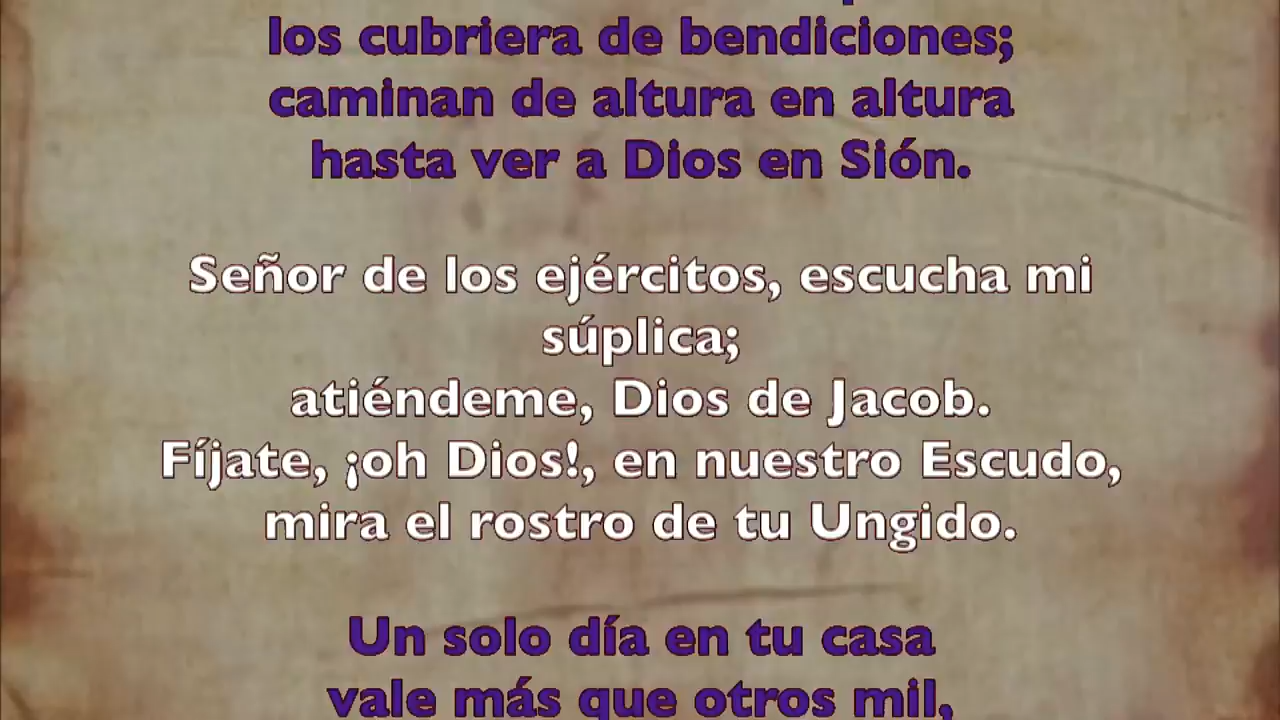 los cubriera de bendiciones;
caminan de altura en altura
hasta ver a Dios en Sión.
Señor de los ejércitos, escucha mi
súplica;
atiéndeme, Dios de Jacob.
Fíjate, ¡oh Dios!, en nuestro Escudo,
mira el rostro de tu Ungido.
Un solo día en tu casa
vale más que otros mil,